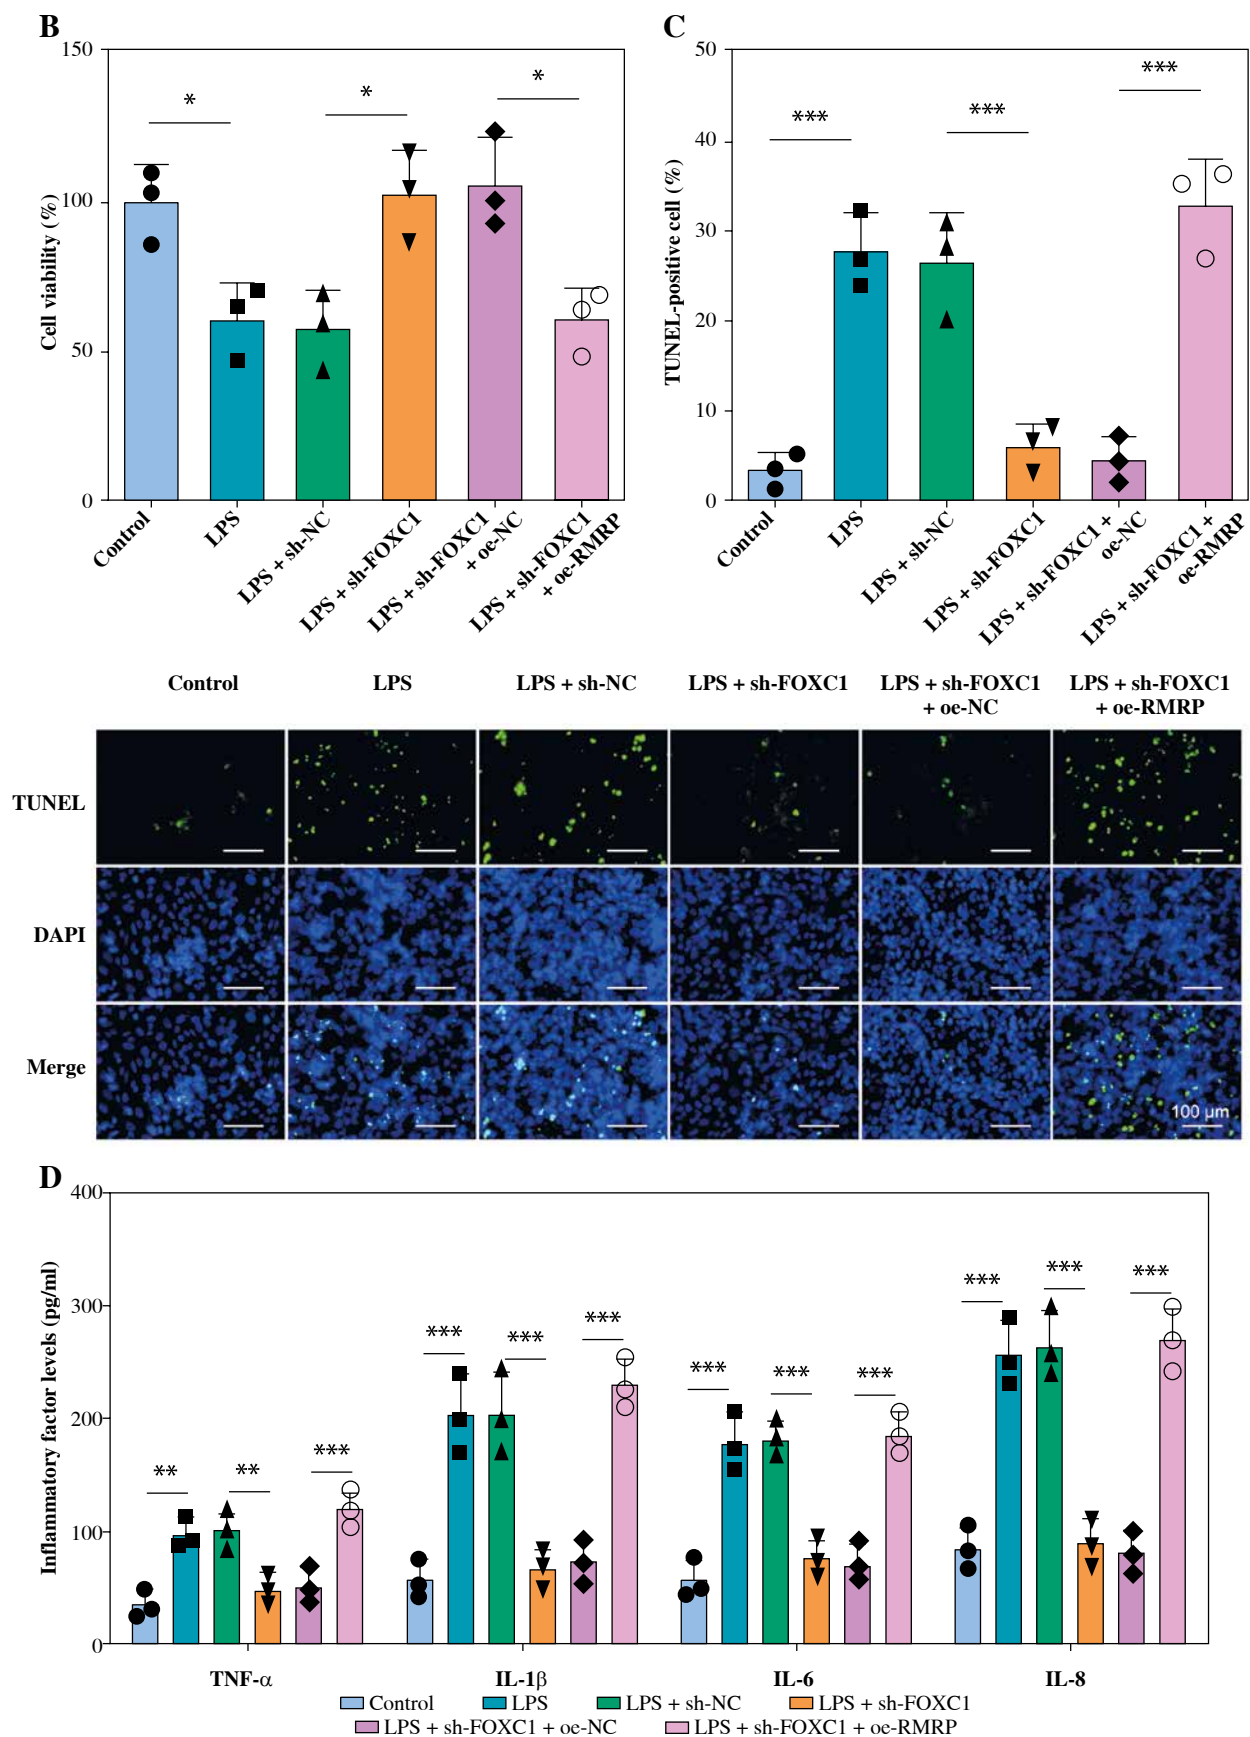 B
C
150
100
50
0
Cell viability (%)
*
*
*
Control
LPS
LPS + sh-NC
LPS + sh-FOXC1
LPS + sh-FOXC1
+ oe-NC
LPS + sh-FOXC1
+ oe-RMRP
50
40
30
20
10
0
TUNEL-positive cell (%)
***
***
***
Control
LPS
LPS + sh-NC
LPS + sh-FOXC1
LPS + sh-FOXC1 +
oe-NC
LPS + sh-FOXC1 +
oe-RMRP
Control
LPS
LPS + sh-NC
LPS + sh-FOXC1
LPS + sh-FOXC1
+ oe-NC
LPS + sh-FOXC1
+ oe-RMRP
TUNEL
DAPI
Merge
100 µm
D
400
300
200
100
0
Inflammatory factor levels (pg/ml)
**
**
***
***
***
***
***
***
***
***
***
***
TNF-α
IL-1β
IL-6
IL-8
Control
LPS
LPS + sh-NC
LPS + sh-FOXC1
LPS + sh-FOXC1 + oe-NC
LPS + sh-FOXC1 + oe-RMRP